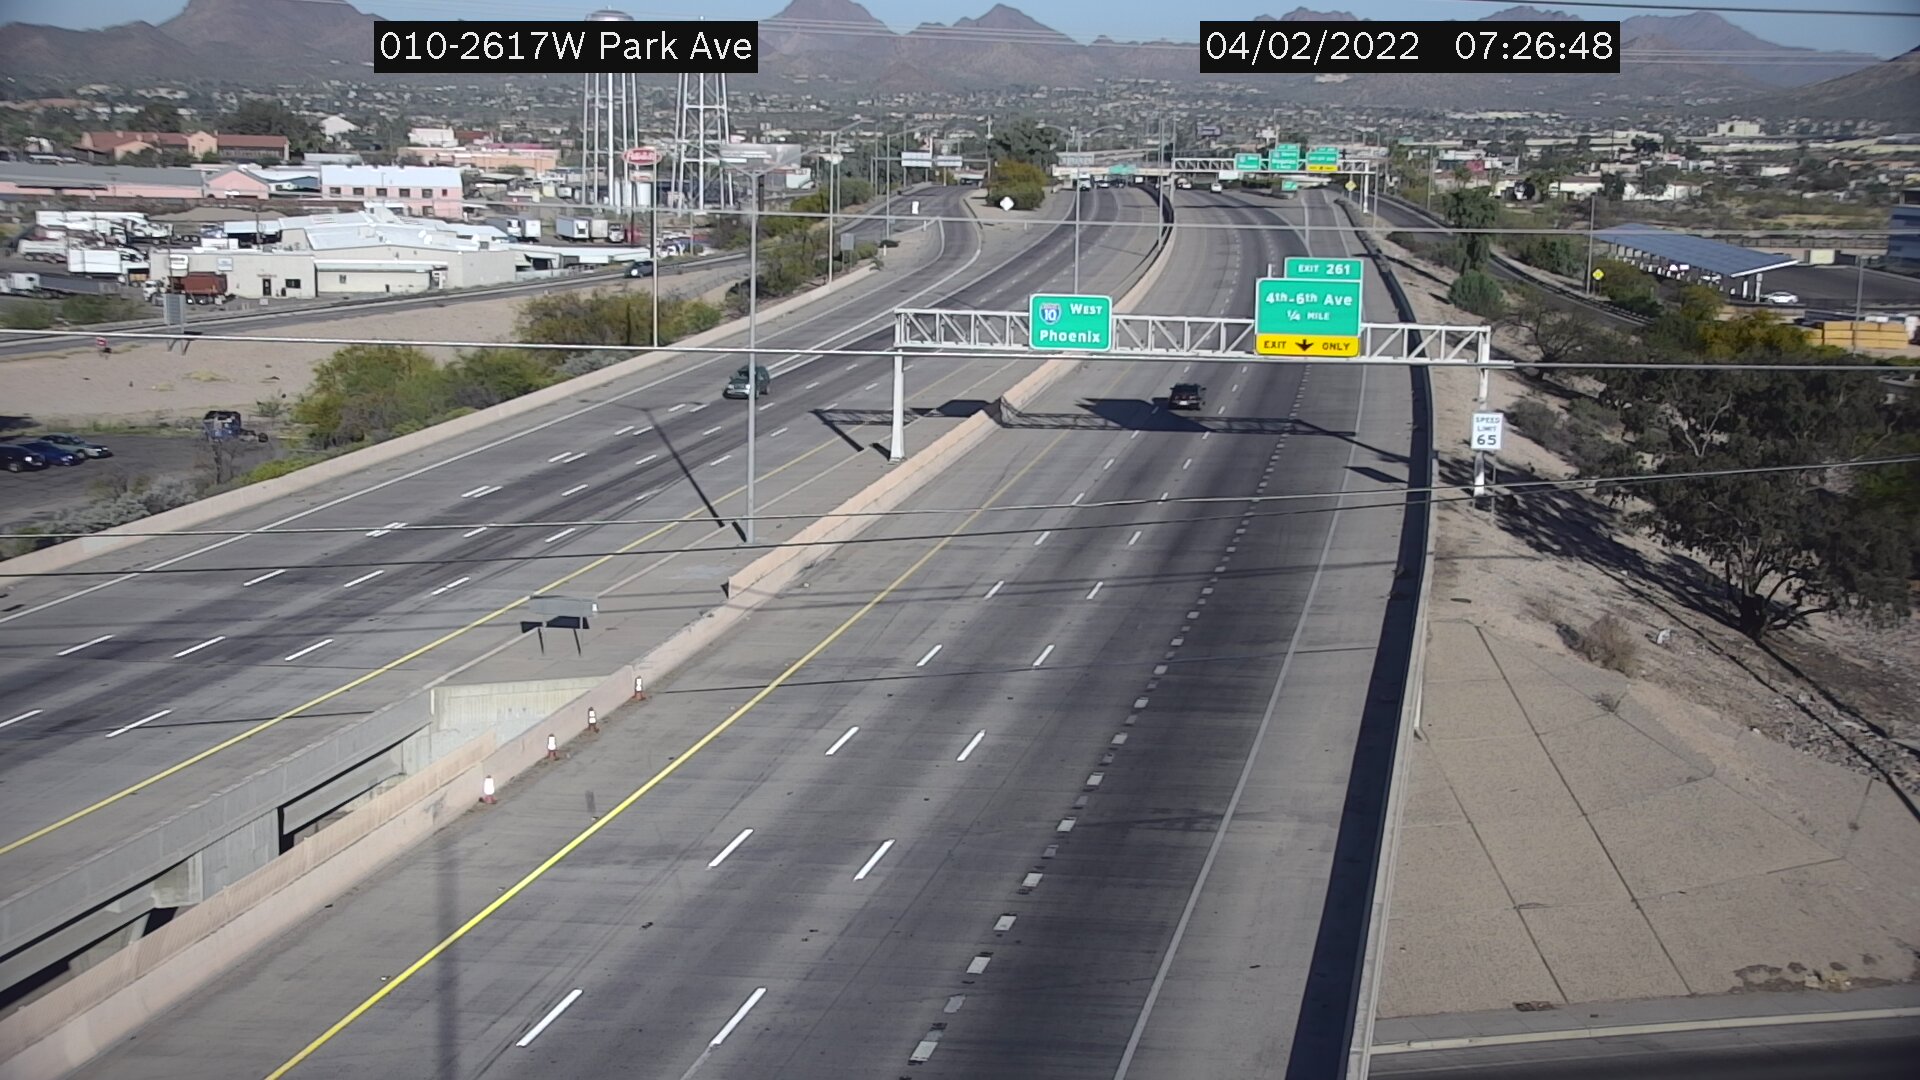 010-2617W Park Ave
04/02/2022 07:26:48
EXIT 261
4th-6th Ave
1/4 MILE
EXIT ONLY
10 WEST
Phoenix
SPEED
LIMIT
65